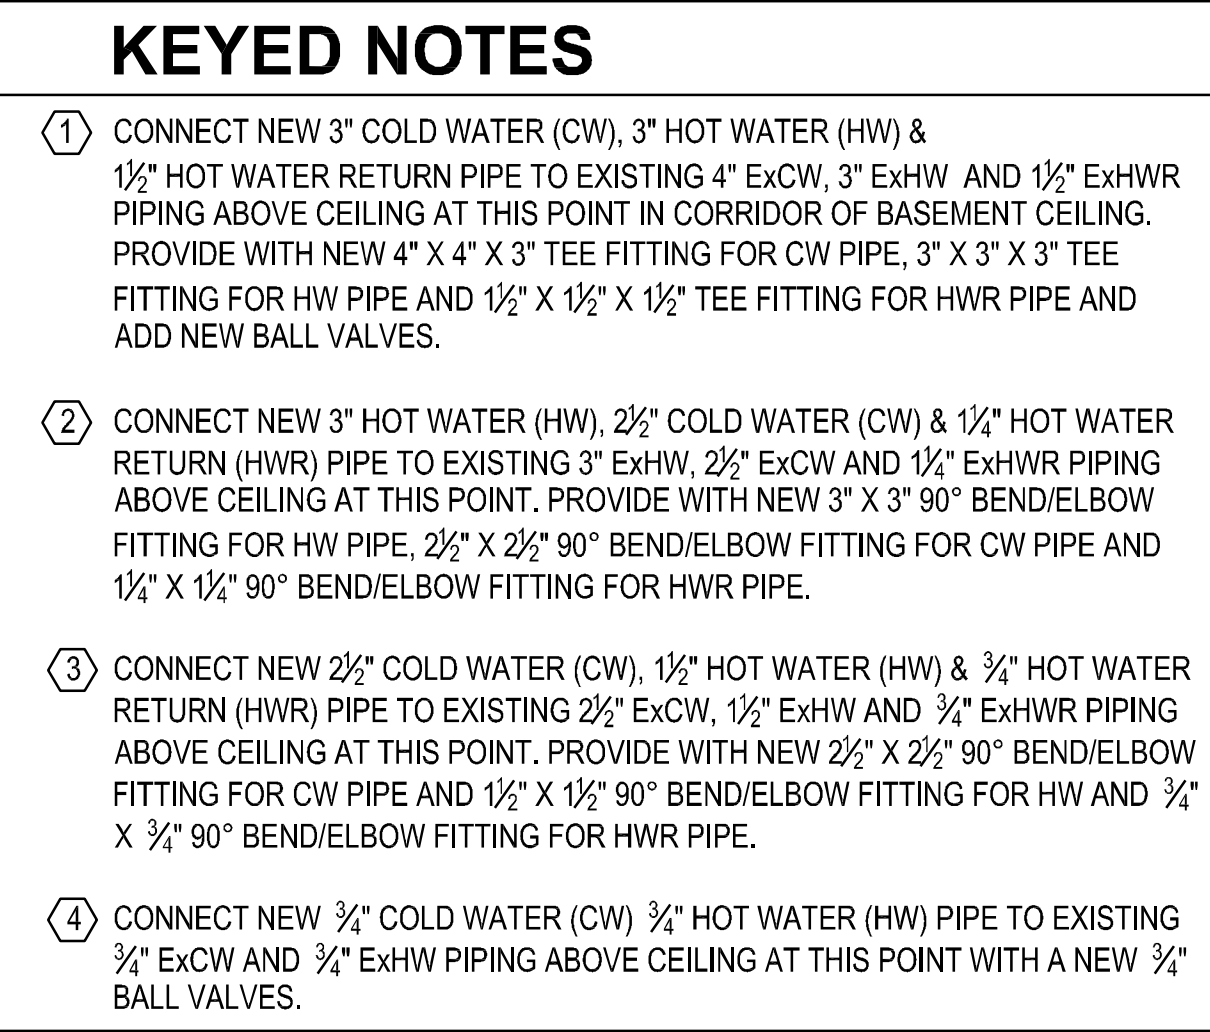 KEYED NOTES
1 CONNECT NEW 3" COLD WATER (CW), 3" HOT WATER (HW) &
1½" HOT WATER RETURN PIPE TO EXISTING 4" ExCW, 3" ExHW AND 1½" ExHWR
PIPING ABOVE CEILING AT THIS POINT IN CORRIDOR OF BASEMENT CEILING.
PROVIDE WITH NEW 4" X 4" X 3" TEE FITTING FOR CW PIPE, 3" X 3" X 3" TEE
FITTING FOR HW PIPE AND 1½" X 1½" X 1½" TEE FITTING FOR HWR PIPE AND
ADD NEW BALL VALVES.
2 CONNECT NEW 3" HOT WATER (HW), 2½" COLD WATER (CW) & 1¼" HOT WATER
RETURN (HWR) PIPE TO EXISTING 3" ExHW, 2½" ExCW AND 1¼" ExHWR PIPING
ABOVE CEILING AT THIS POINT. PROVIDE WITH NEW 3" X 3" 90° BEND/ELBOW
FITTING FOR HW PIPE, 2½" X 2½" 90° BEND/ELBOW FITTING FOR CW PIPE AND
1¼" X 1¼" 90° BEND/ELBOW FITTING FOR HWR PIPE.
3 CONNECT NEW 2½" COLD WATER (CW), 1½" HOT WATER (HW) & ¾" HOT WATER
RETURN (HWR) PIPE TO EXISTING 2½" ExCW, 1½" ExHW AND ¾" ExHWR PIPING
ABOVE CEILING AT THIS POINT. PROVIDE WITH NEW 2½" X 2½" 90° BEND/ELBOW
FITTING FOR CW PIPE AND 1½" X 1½" 90° BEND/ELBOW FITTING FOR HW AND ¾"
X ¾" 90° BEND/ELBOW FITTING FOR HWR PIPE.
4 CONNECT NEW ¾" COLD WATER (CW) ¾" HOT WATER (HW) PIPE TO EXISTING
¾" ExCW AND ¾" ExHW PIPING ABOVE CEILING AT THIS POINT WITH A NEW ¾"
BALL VALVES.